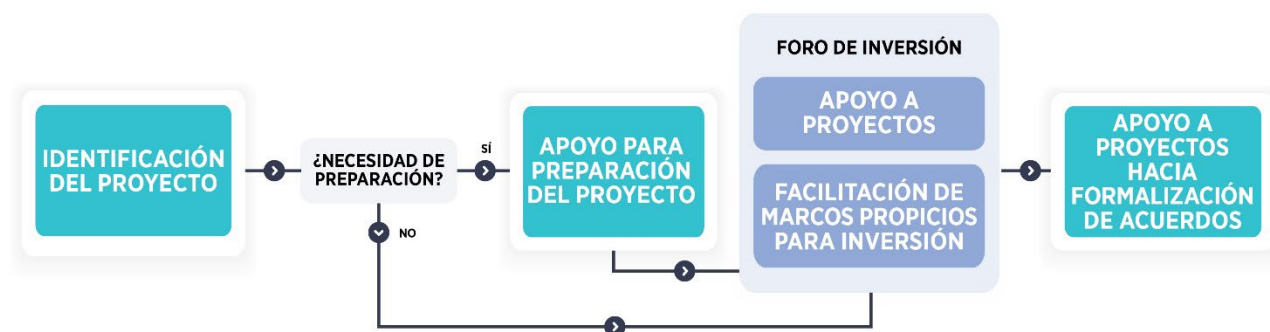 IDENTIFICACIÓN
DEL PROYECTO
¿NECESIDAD DE
PREPARACIÓN?
SÍ
NO
APOYO PARA
PREPARACIÓN
DEL PROYECTO
FORO DE INVERSIÓN
APOYO A
PROYECTOS
FACILITACIÓN DE
MARCOS PROPICIOS
PARA INVERSIÓN
APOYO A
PROYECTOS
HACIA
FORMALIZACIÓN
DE ACUERDOS